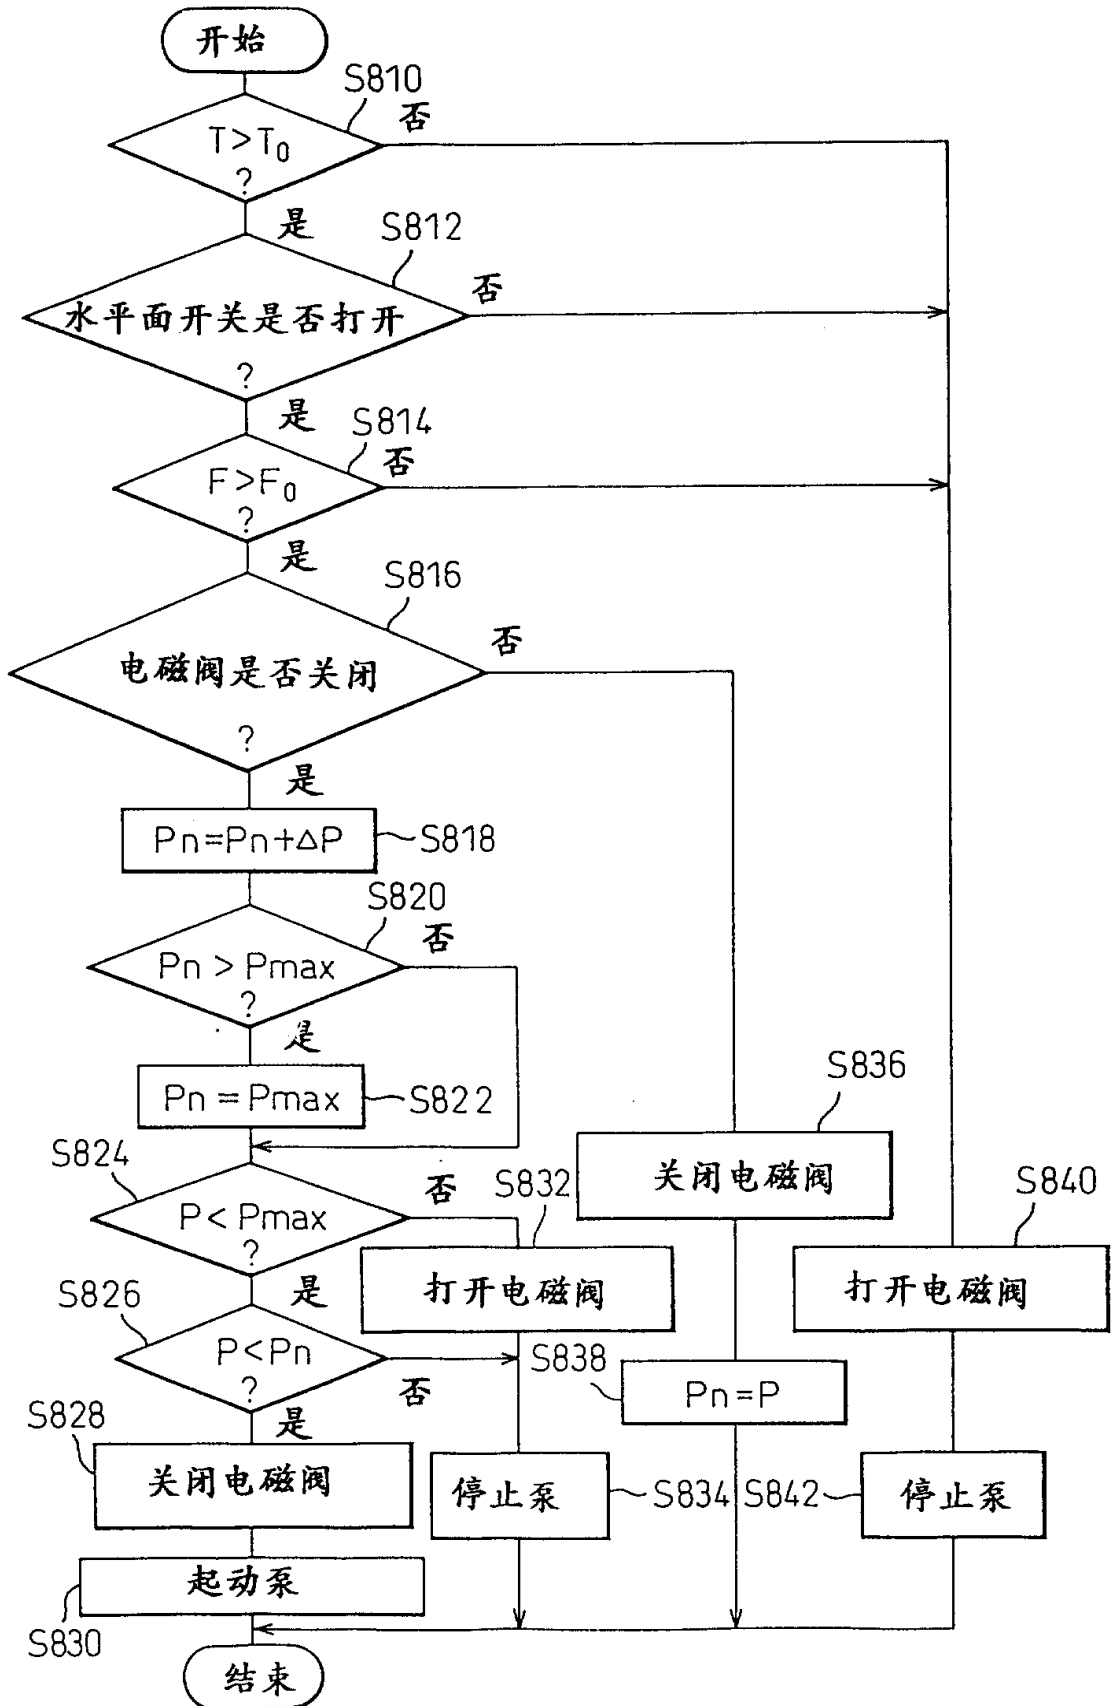 开始
S810
T>T₀
?
否
是
S812
水平面开关是否打开
?
否
是
S814
F>F₀
?
否
是
S816
电磁阀是否关闭
?
否
是
Pn=Pn+△P
S818
S820
Pn > Pmax
?
否
是
Pn = Pmax
S822
S824
P< Pmax
?
否
是
S826
P<Pn
?
否
是
S828
关闭电磁阀
起动泵
S830
S832
打开电磁阀
停止泵
S834
S836
关闭电磁阀
S838
Pn=P
S840
打开电磁阀
S842
停止泵
结束